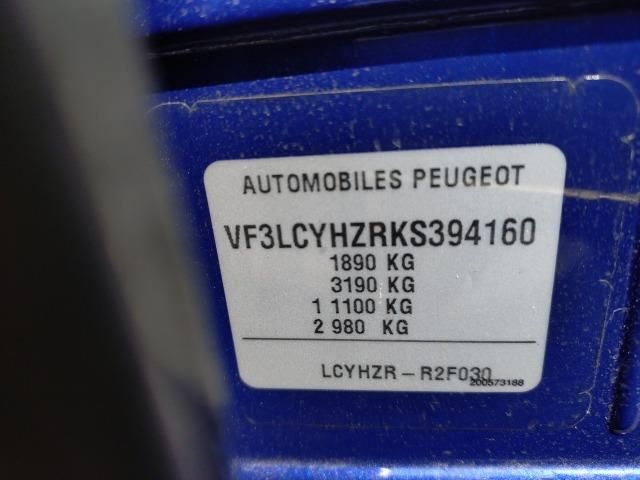 AUTOMOBILES PEUGEOT
VF3LCYHZRKS394160
1890 KG
3190 KG
1 1100 KG
2 980 KG
LCYHZR - R2F030
200573188